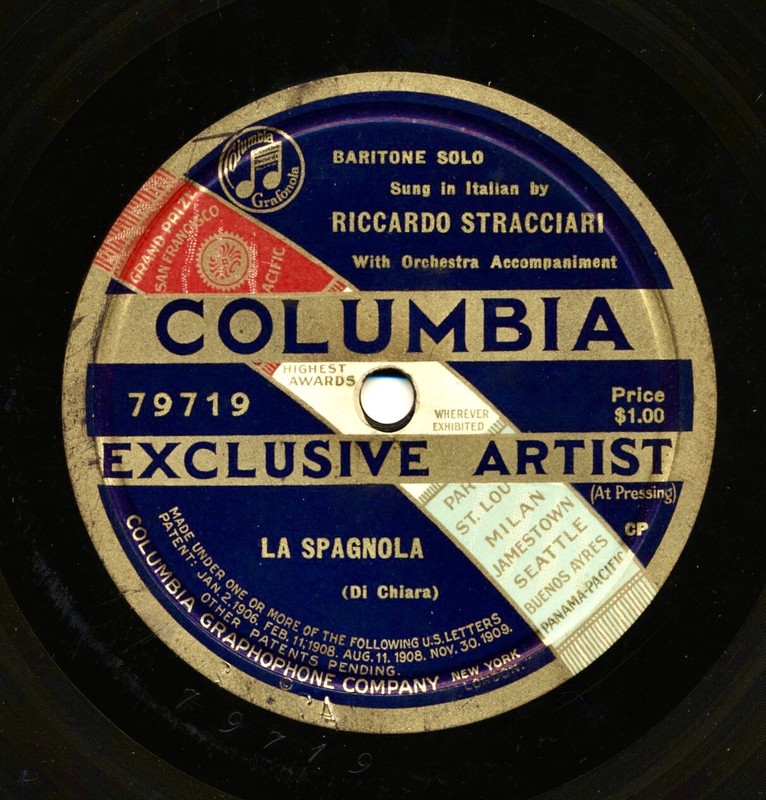 Columbia
Records
Grafonola
BARITONE SOLO
Sung in Italian by
RICCARDO STRACCIARI
With Orchestra Accompaniment
GRAND PRIZE
SAN FRANCISCO
ACIFIC
COLUMBIA
HIGHEST
AWARDS
WHEREVER
EXHIBITED
79719
Price
$1.00
EXCLUSIVE ARTIST
(At Pressing)
CP
PAR
ST. LOU
MILAN
JAMESTOWN
SEATTLE
BUENOS AYRES
PANAMA-PACIFIC
LA SPAGNOLA
(Di Chiara)
MADE UNDER ONE OR MORE OF THE FOLLOWING U.S. LETTERS
PATENT: JAN. 2, 1906. FEB. 11, 1908. AUG. 11. 1908. NOV. 30. 1909.
OTHER PATENTS PENDING.
COLUMBIA GRAPHOPHONE COMPANY NEW YORK
LONDON
79719